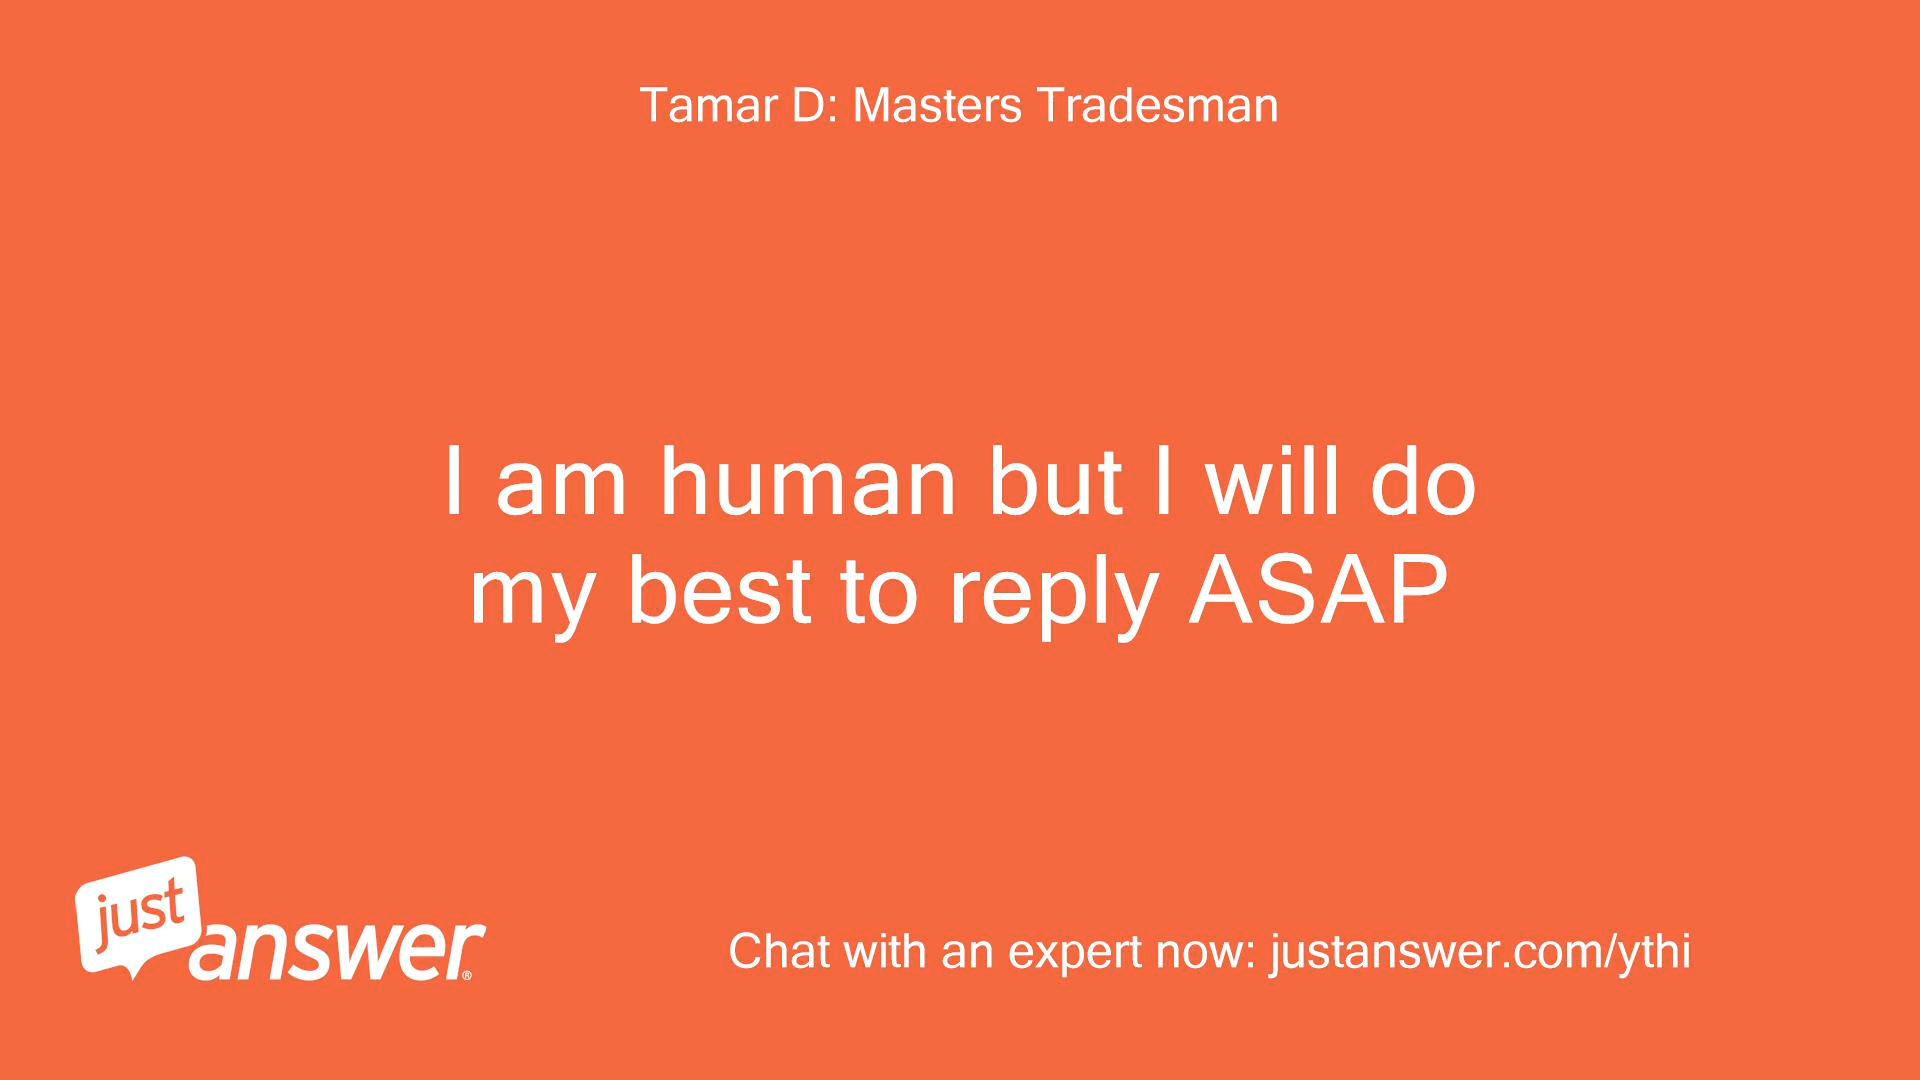 Tamar D: Masters Tradesman
I am human but I will do
my best to reply ASAP
just
answer®
Chat with an expert now: justanswer.com/ythi